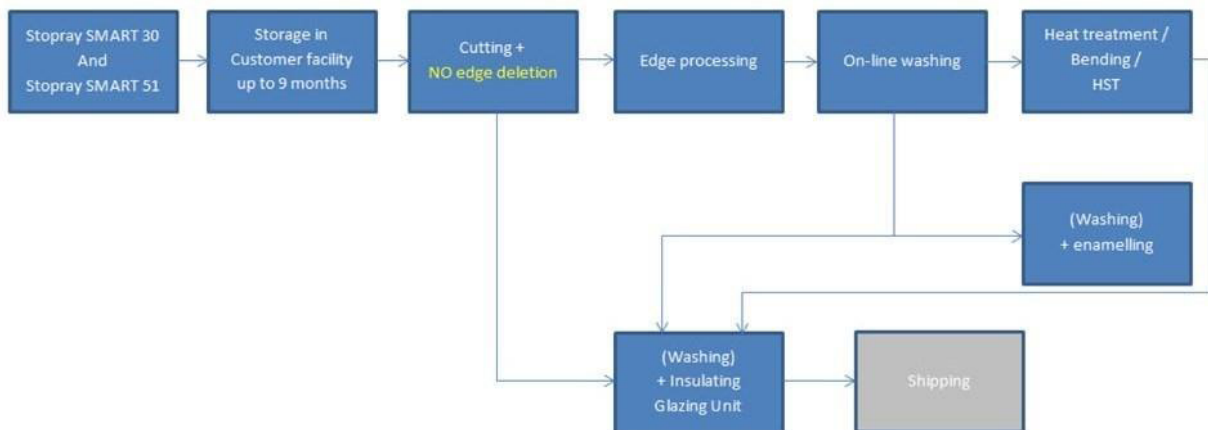 Stopray SMART 30
And
Stopray SMART 51
Storage in
Customer facility
up to 9 months
Cutting +
NO edge deletion
Edge processing
On-line washing
Heat treatment /
Bending /
HST
(Washing)
+ enamelling
(Washing)
+ Insulating
Glazing Unit
Shipping